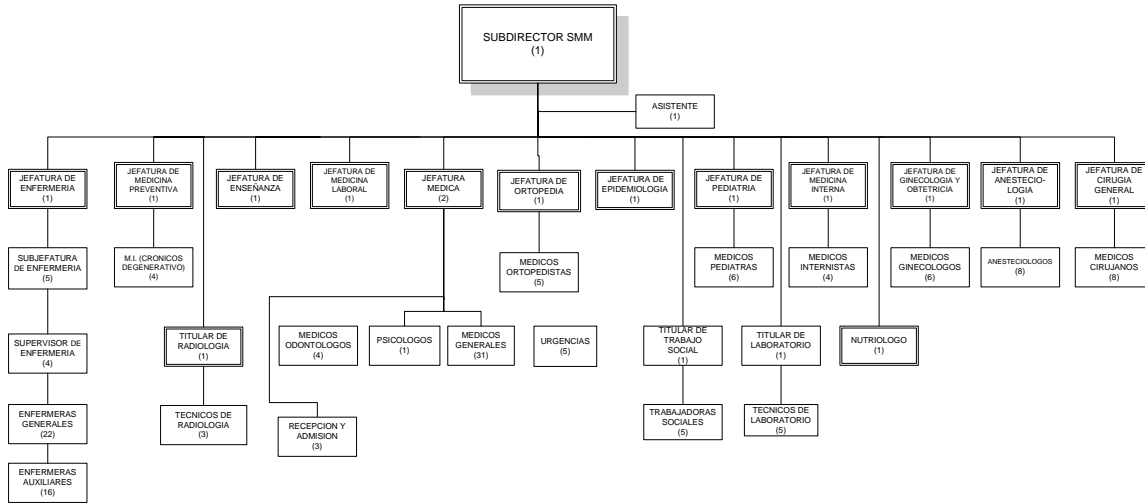 SUBDIRECTOR SMM
(1)
ASISTENTE
(1)
JEFATURA DE
ENFERMERIA
(1)
JEFATURA DE
MEDICINA
PREVENTIVA
(1)
JEFATURA DE
ENSEÑANZA
(1)
JEFATURA DE
MEDICINA
LABORAL
(1)
JEFATURA
MEDICA
(2)
JEFATURA DE
ORTOPEDIA
(1)
JEFATURA DE
EPIDEMIOLOGIA
(1)
JEFATURA DE
PEDIATRIA
(1)
JEFATURA DE
MEDICINA
INTERNA
(1)
JEFATURA DE
GINECOLOGIA Y
OBTETRICIA
(1)
JEFATURA DE
ANESTECIO-
LOGIA
(1)
JEFATURA DE
CIRUGIA
GENERAL
(1)
SUBJEFATURA
DE ENFERMERIA
(5)
M.I. (CRONICOS
DEGENERATIVO)
(4)
MEDICOS
ORTOPEDISTAS
(5)
MEDICOS
PEDIATRAS
(6)
MEDICOS
INTERNISTAS
(4)
MEDICOS
GINECOLOGOS
(6)
ANESTECIOLOGOS
(8)
MEDICOS
CIRUJANOS
(8)
SUPERVISOR DE
ENFERMERIA
(4)
TITULAR DE
RADIOLOGIA
(1)
MEDICOS
ODONTOLOGOS
(4)
PSICOLOGOS
(1)
MEDICOS
GENERALES
(31)
URGENCIAS
(5)
TITULAR DE
TRABAJO
SOCIAL
(1)
TITULAR DE
LABORATORIO
(1)
NUTRIOLOGO
(1)
ENFERMERAS
GENERALES
(22)
TECNICOS DE
RADIOLOGIA
(3)
RECEPCION Y
ADMISION
(3)
TRABAJADORAS
SOCIALES
(5)
TECNICOS DE
LABORATORIO
(5)
ENFERMERAS
AUXILIARES
(16)